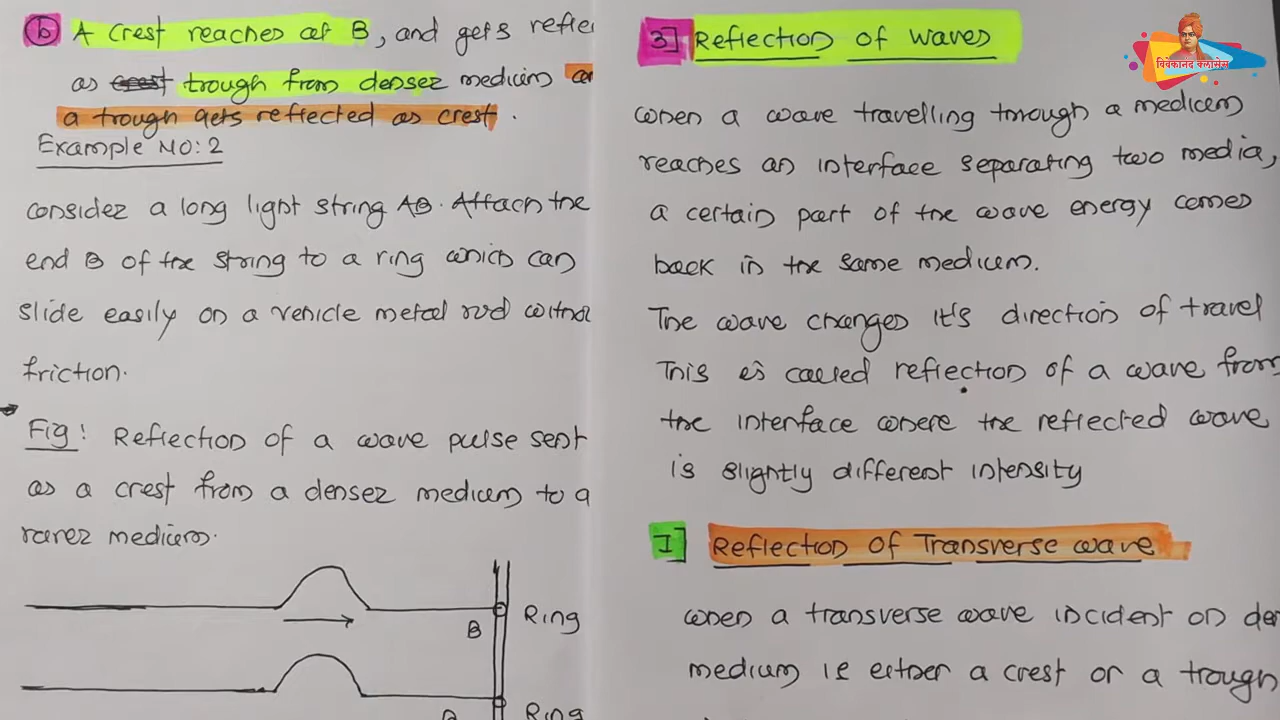 b A crest reaches at B, and gets refle
as crest trough from denser medium an
a trough gets reflected as crest.
Example No: 2
consider a long light string AB. Attach the
end B of the string to a ring which can
slide easily on a vehicle metal rod witho
friction.
Fig: Reflection of a wave pulse sent
as a crest from a denser medium to a
rarer medium.
B Ring
B Ring
3] Reflection of waves
when a wave travelling through a medium
reaches an interface separating two media,
a certain part of the wave energy comes
back in the same medium.
The wave changes it's direction of travel
This is called reflection of a wave from
the interface where the reflected wave
is slightly different intensity
I] Reflection of Transverse wave
when a transverse wave incident on den
medium is either a crest or a trough
विवेकानंद क्लासेस